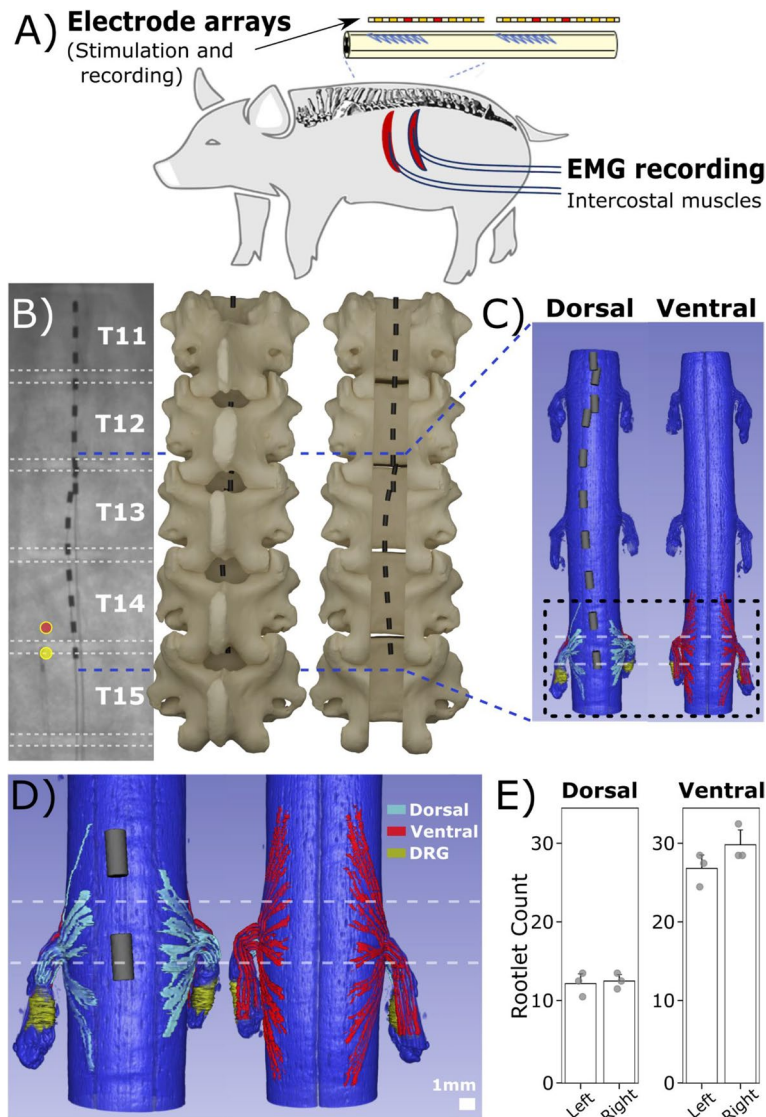 A)
Electrode arrays
(Stimulation and
recording)
EMG recording
Intercostal muscles
B)
T11
T12
T13
T14
T15
C)
Dorsal Ventral
D)
Dorsal
Ventral
DRG
1mm
E)
Dorsal Ventral
Rootlet Count
30
20
10
0
Left
Right
30
20
10
0
Left
Right